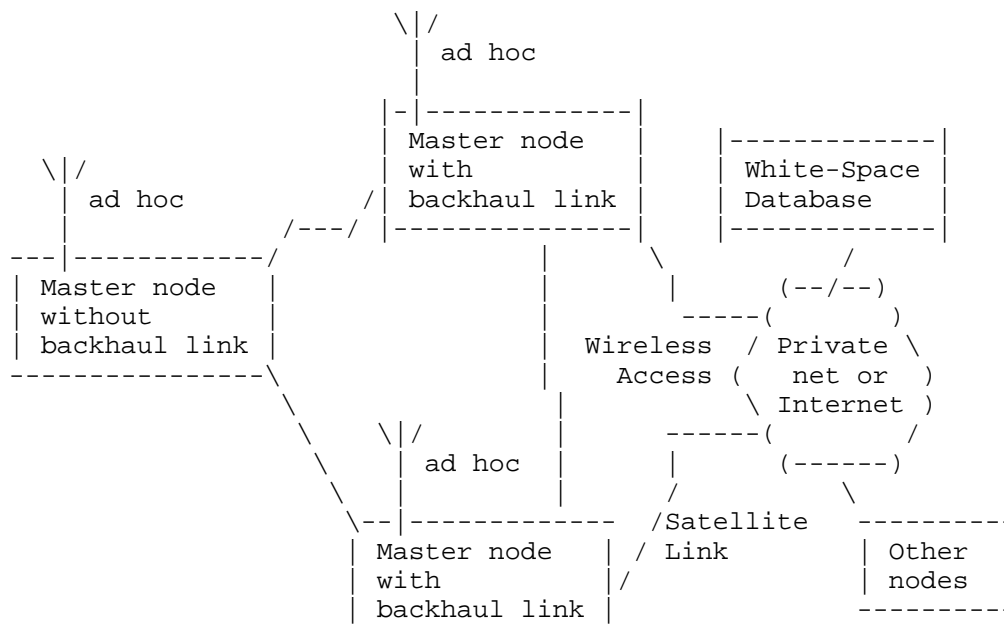 ad hoc
Master node
with
backhaul link
White-Space
Database
ad hoc
Master node
without
backhaul link
Wireless
Access
Private
net or
Internet
ad hoc
Satellite
Link
Master node
with
backhaul link
Other
nodes